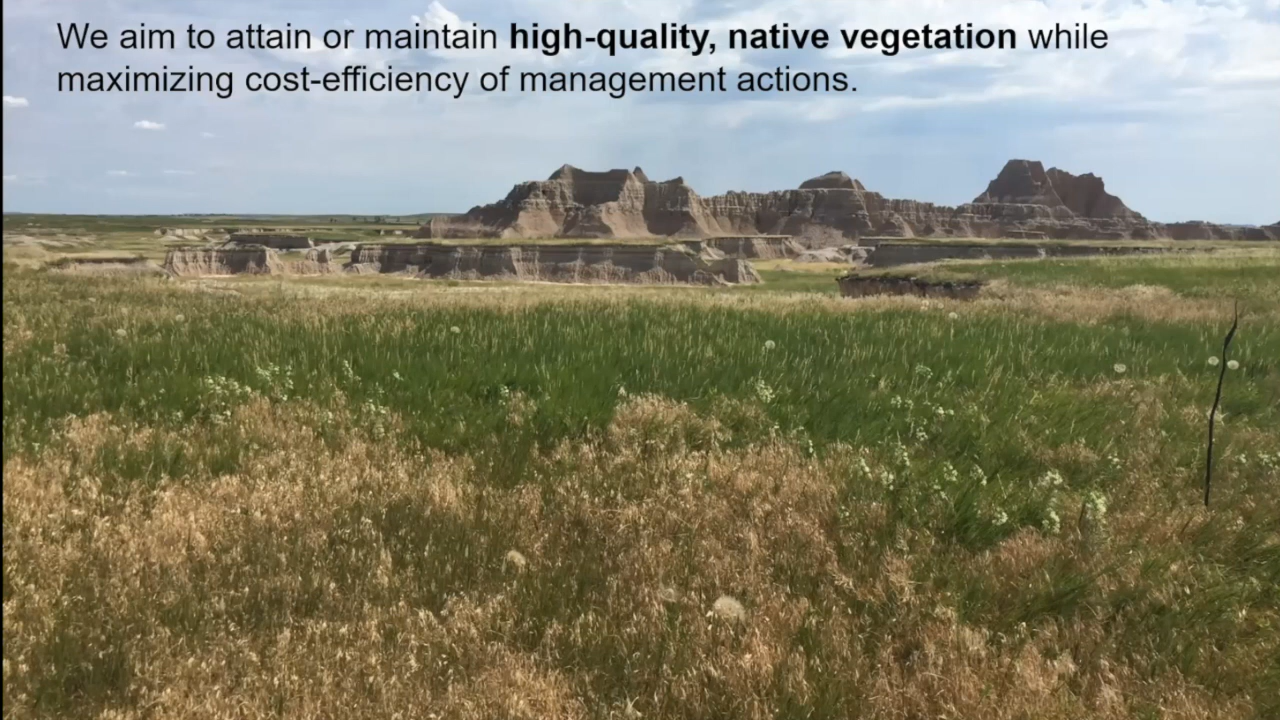 We aim to attain or maintain high-quality, native vegetation while
maximizing cost-efficiency of management actions.